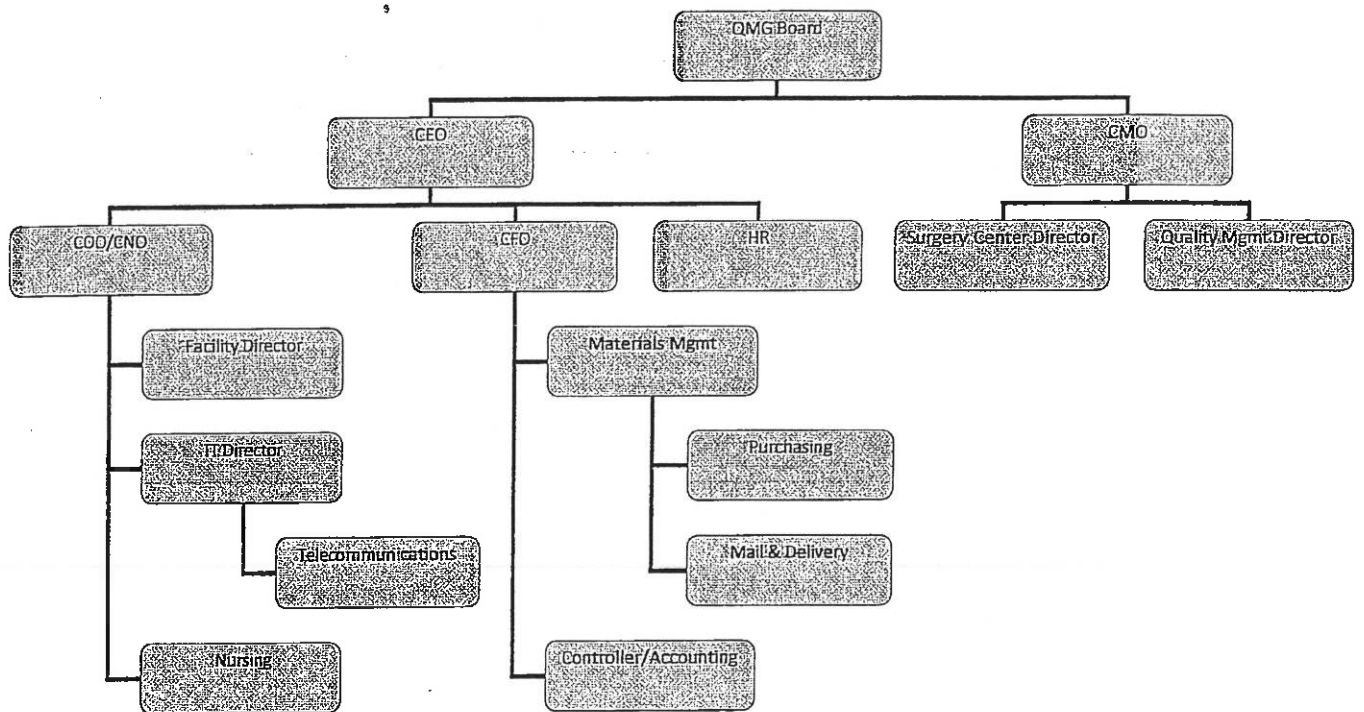 QMG Board
CEO
CMO
COO/CNO
CFO
HR
Surgery Center Director
Quality Mgmt Director
Facility Director
Materials Mgmt
IT Director
Purchasing
Telecommunications
Mail & Delivery
Nursing
Controller/Accounting